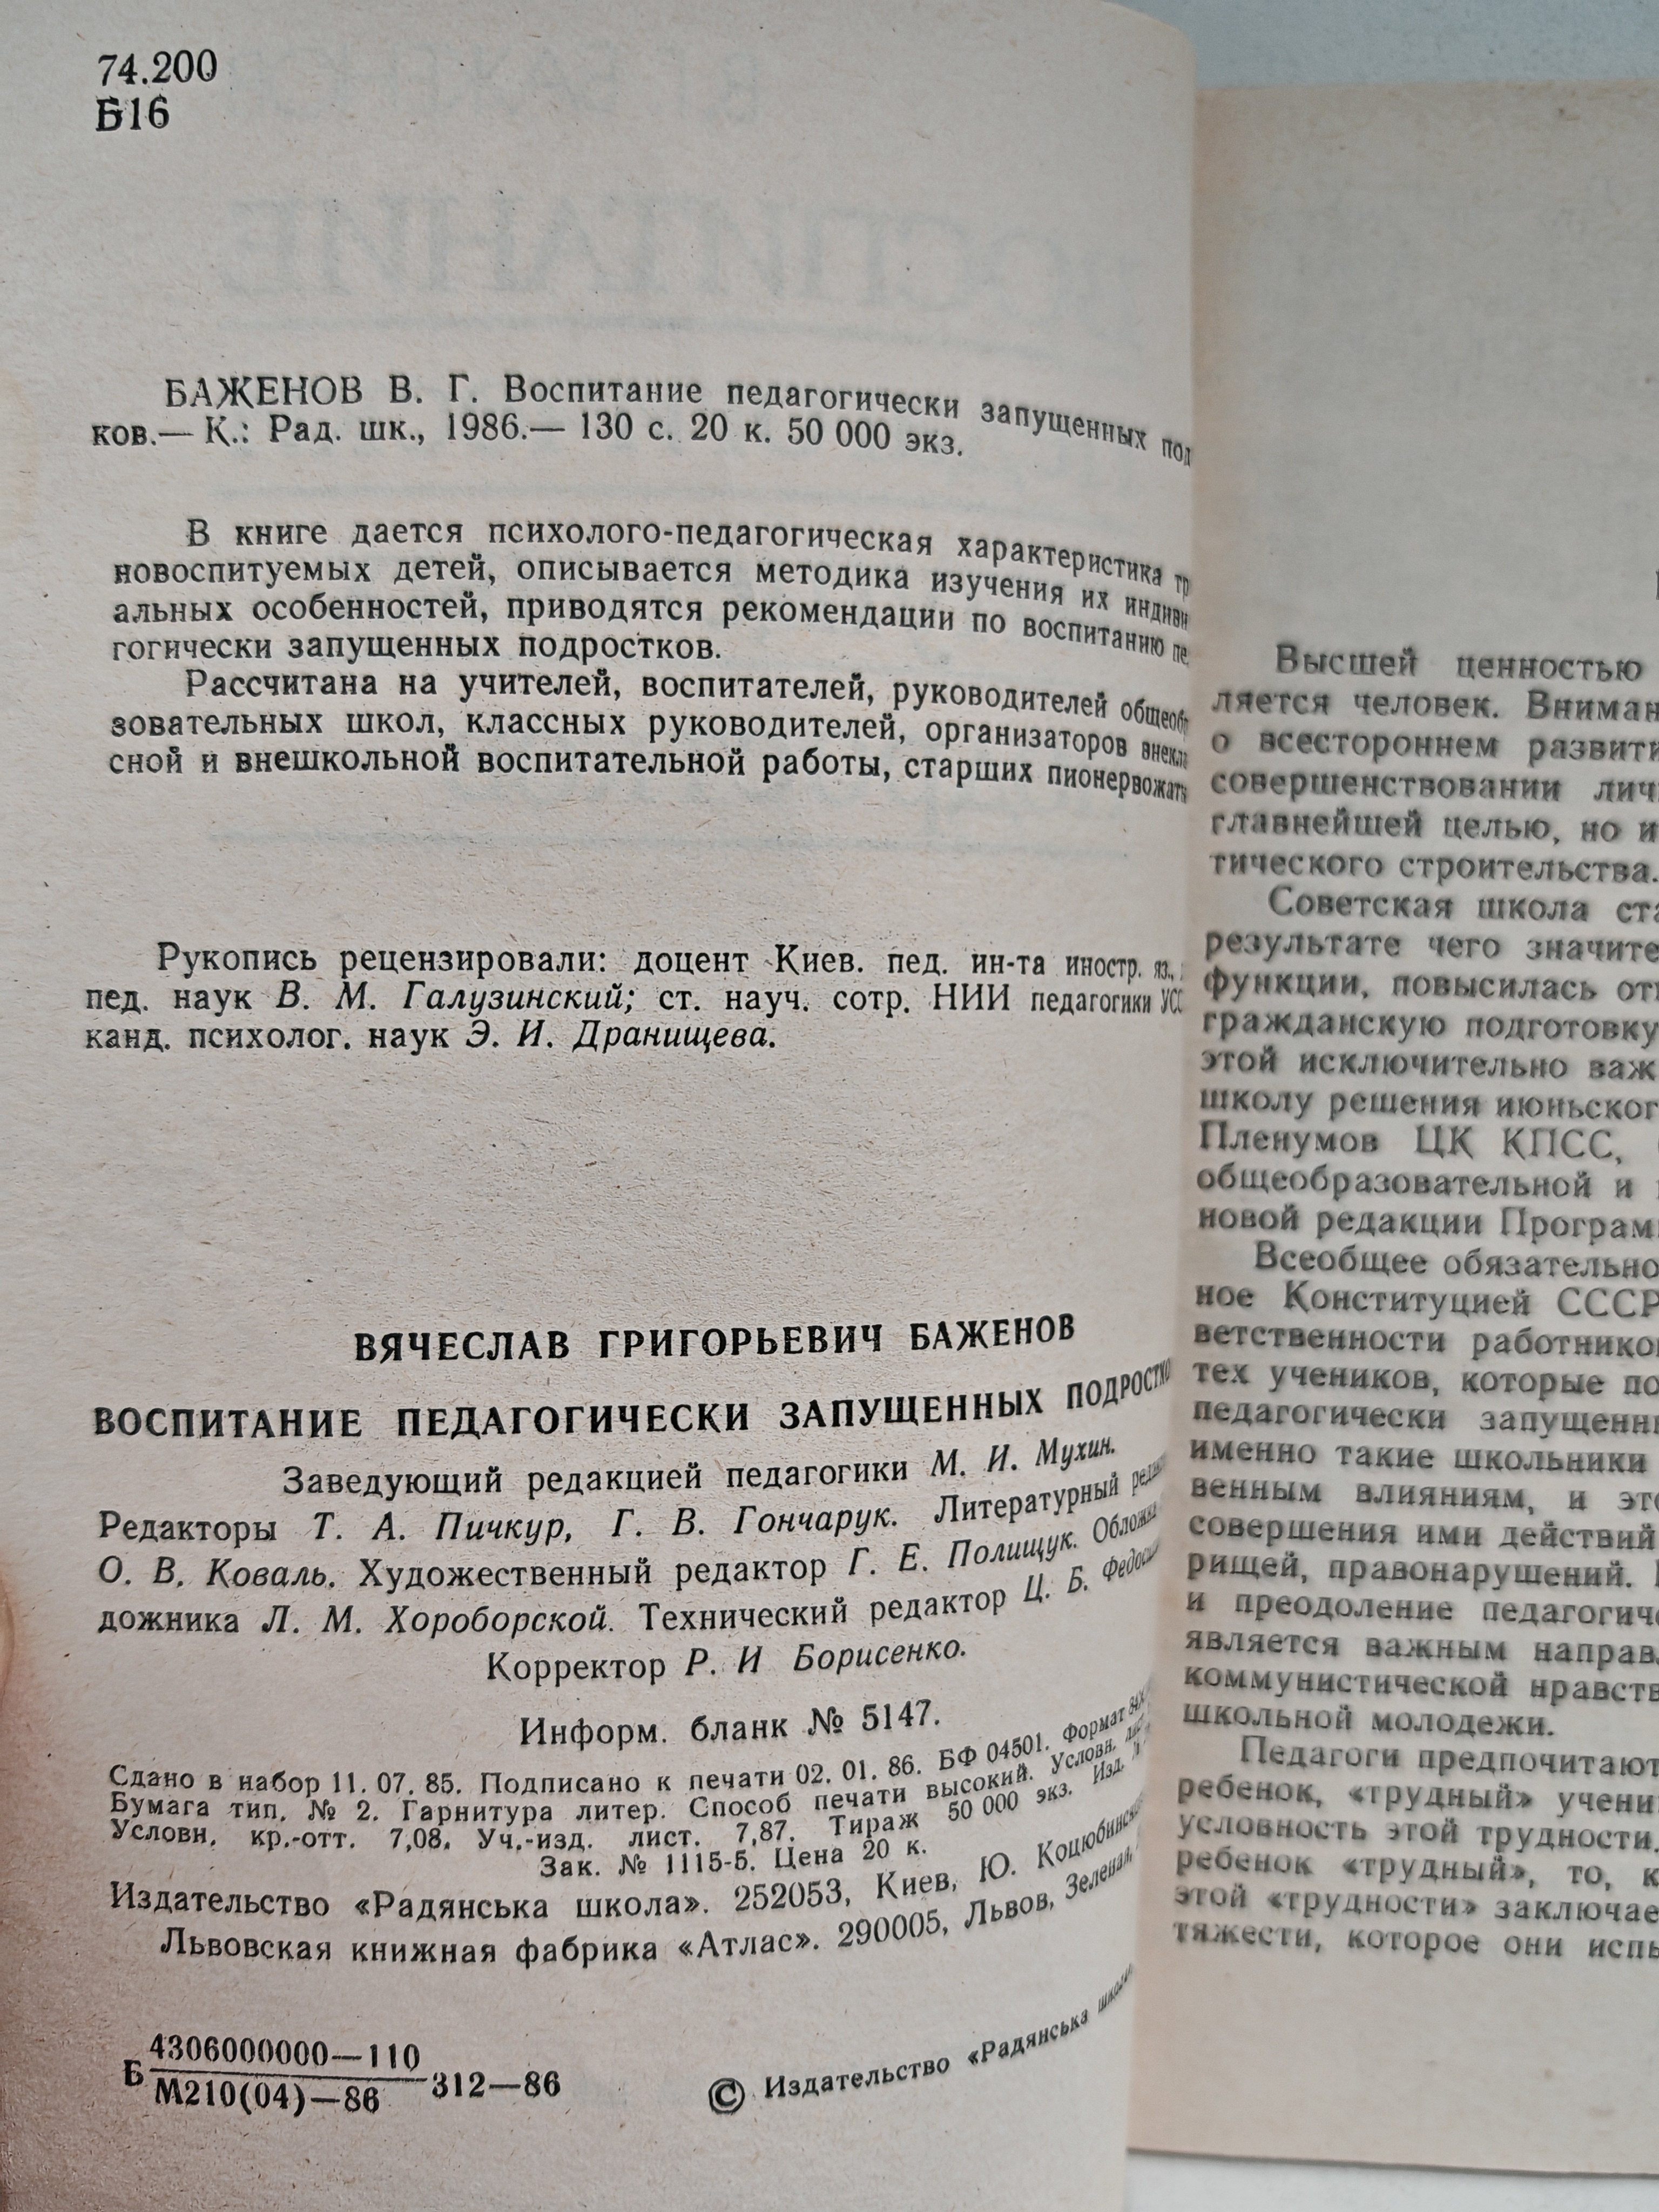 74.200
Б16
БАЖЕНОВ В. Г. Воспитание педагогически запущенных
ков.— К.: Рад. шк., 1986.— 130 с. 20 к. 50 000 экз.
В книге дается психолого-педагогическая характеристика
новоспитуемых детей, описывается методика изучения их
альных особенностей, приводятся рекомендации по воспитанию
гогически запущенных подростков.
Рассчитана на учителей, воспитателей, руководителей
зовательных школ, классных руководителей, организаторов
сной и внешкольной воспитательной работы, старших
Рукопись рецензировали: доцент Киев. пед. ин-та иностр. яз.,
пед. наук В. М. Галузинский; ст. науч. сотр. НИИ педагогики
канд. психолог. наук Э. И. Дранищева.
ВЯЧЕСЛАВ ГРИГОРЬЕВИЧ БАЖЕНОВ
ВОСПИТАНИЕ ПЕДАГОГИЧЕСКИ ЗАПУЩЕННЫХ
Заведующий редакцией педагогики М. И. Мухин.
Редакторы Т. А. Пичкур, Г. В. Гончарук. Литературный
О. В. Коваль. Художественный редактор Г. Е. Полищук.
дожника Л. М. Хороборской. Технический редактор Ц. Б.
Корректор Р. И Борисенко.
Информ. бланк № 5147.
Сдано в набор 11. 07. 85. Подписано к печати 02. 01. 86. БФ 04501. Формат
Бумага тип. № 2. Гарнитура литер. Способ печати высокий. Условн.
Условн. кр.-отт. 7,08. Уч.-изд. лист. 7,87. Тираж 50 000 экз. Изд.
Зак. № 1115-5. Цена 20 к.
Издательство «Радянська школа». 252053, Киев, Ю.
Львовская книжная фабрика «Атлас». 290005, Львов, Зеленая,
Б 4306000000—110
М210(04)—86 312—86
© Издательство «Радянська
Высшей ценностью
ляется человек.
о всестороннем
совершенствовании
главнейшей целью, но и
тического строительства.
Советская школа
результате чего
функции, повысилась
гражданскую подготовку
этой исключительно
школу решения
Пленумов ЦК КПСС,
общеобразовательной и
новой редакции
Всеобщее
ное Конституцией СССР
ветственности
тех учеников, которые
педагогически
именно такие школьники
венным влияниям, и
совершения ими действий
рищей, правонарушений.
и преодоление
является важным
коммунистической
школьной молодежи.
Педагоги предпочитают
ребенок, «трудный»
условность этой трудности.
ребенок «трудный», то,
этой «трудности»
тяжести, которое они